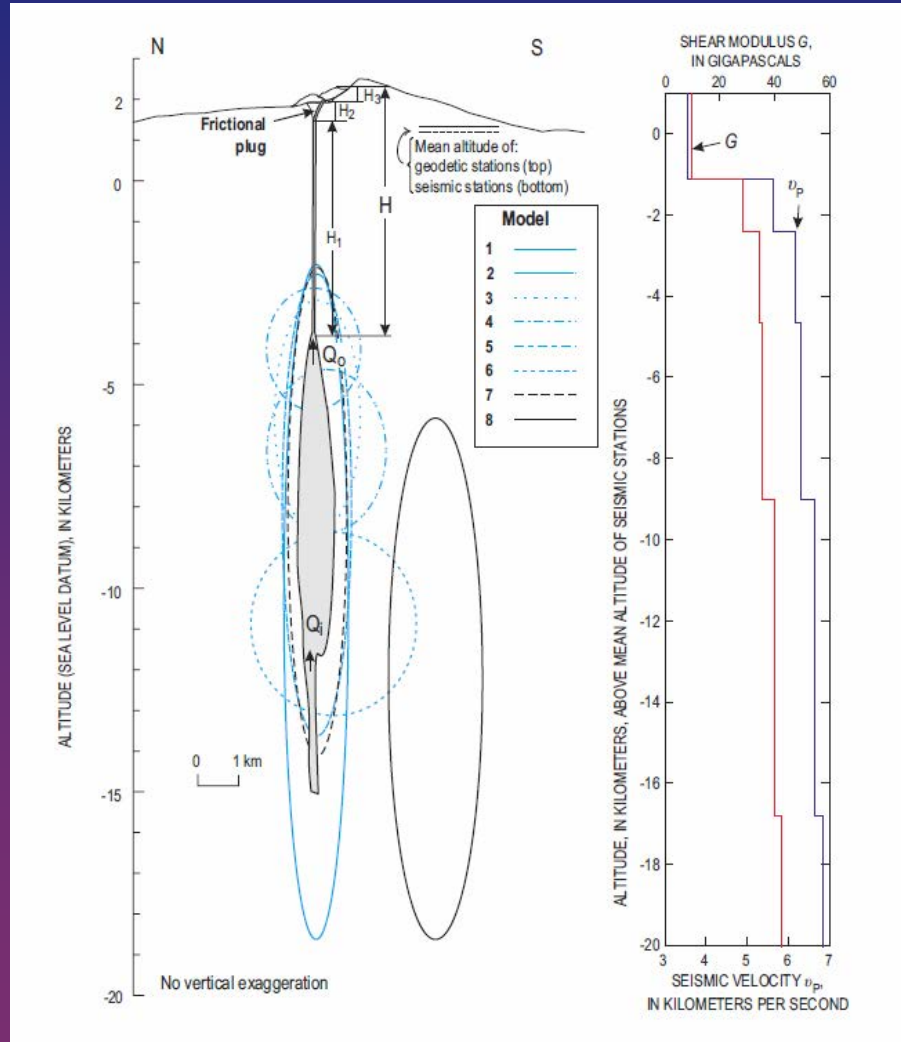 N
S
2
0
-5
-10
-15
-20
ALTITUDE (SEA LEVEL DATUM), IN KILOMETERS
Frictional
plug
H3
H2
H1
H
Mean altitude of:
geodetic stations (top)
seismic stations (bottom)
Model
1
2
3
4
5
6
7
8
Qo
Qi
0 1 km
No vertical exaggeration
SHEAR MODULUS G,
IN GIGAPASCALS
0 20 40 60
G
υP
0
-2
-4
-6
-8
-10
-12
-14
-16
-18
-20
ALTITUDE, IN KILOMETERS, ABOVE MEAN ALTITUDE OF SEISMIC STATIONS
3 4 5 6 7
SEISMIC VELOCITY υP,
IN KILOMETERS PER SECOND